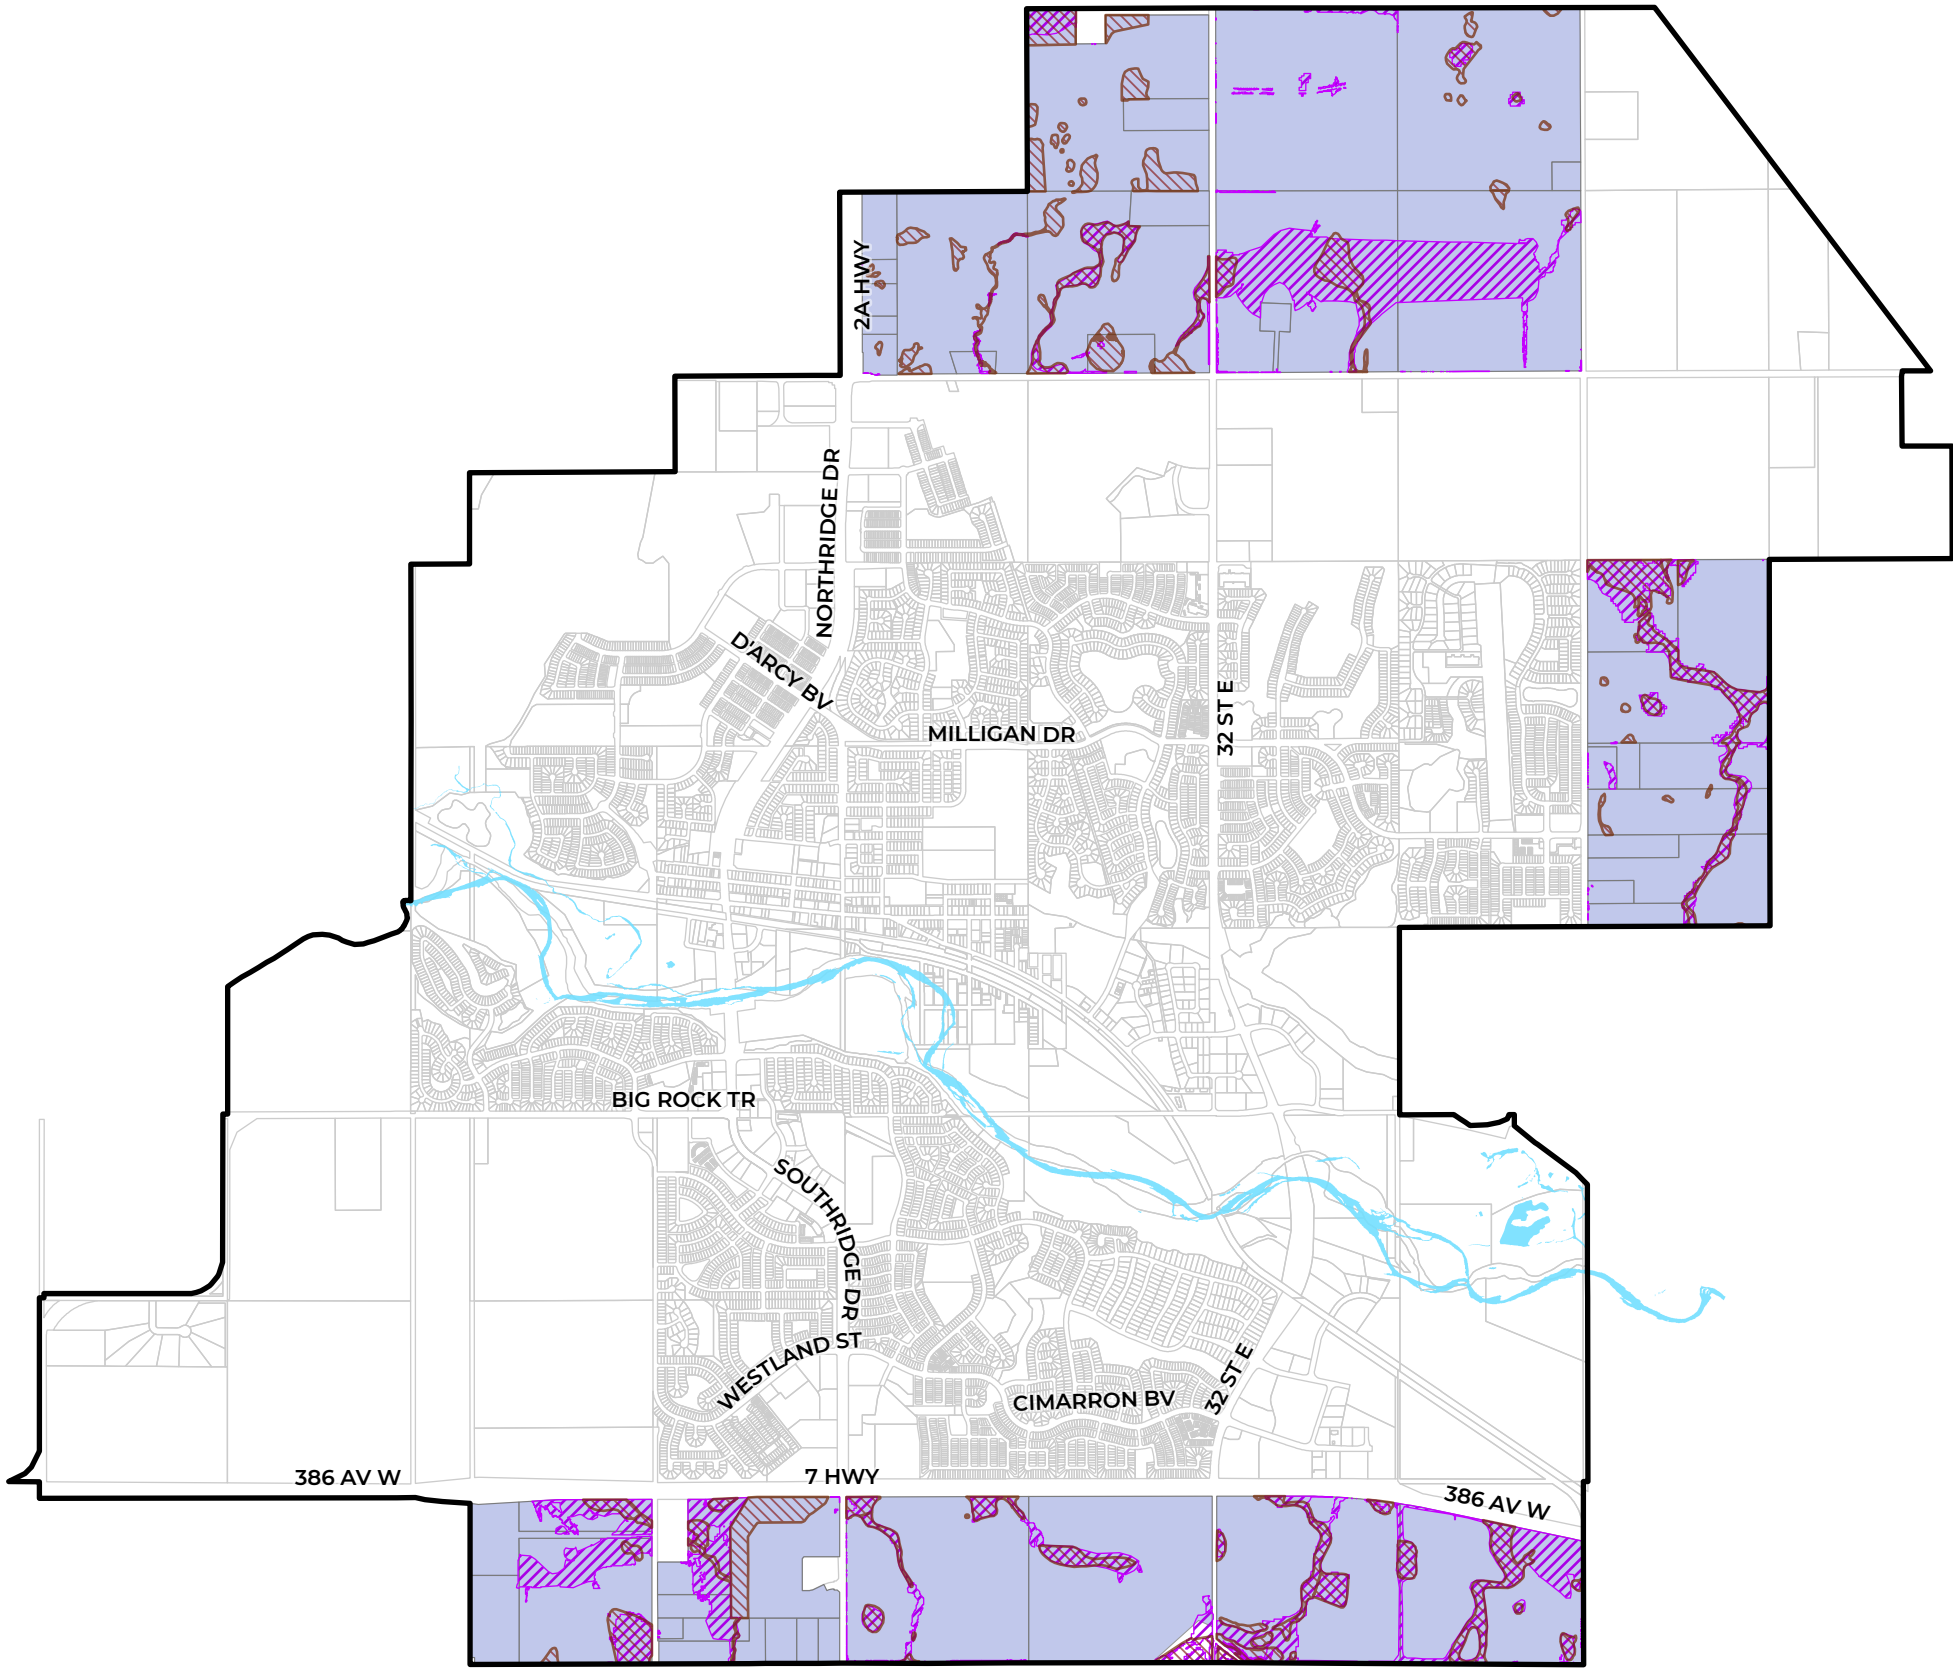 2A HWY
NORTHRIDGE DR
D'ARCY BV
MILLIGAN DR
32 ST E
BIG ROCK TR
SOUTHRIDGE DR
WESTLAND ST
CIMARRON BV
32 ST E
386 AV W
7 HWY
386 AV W